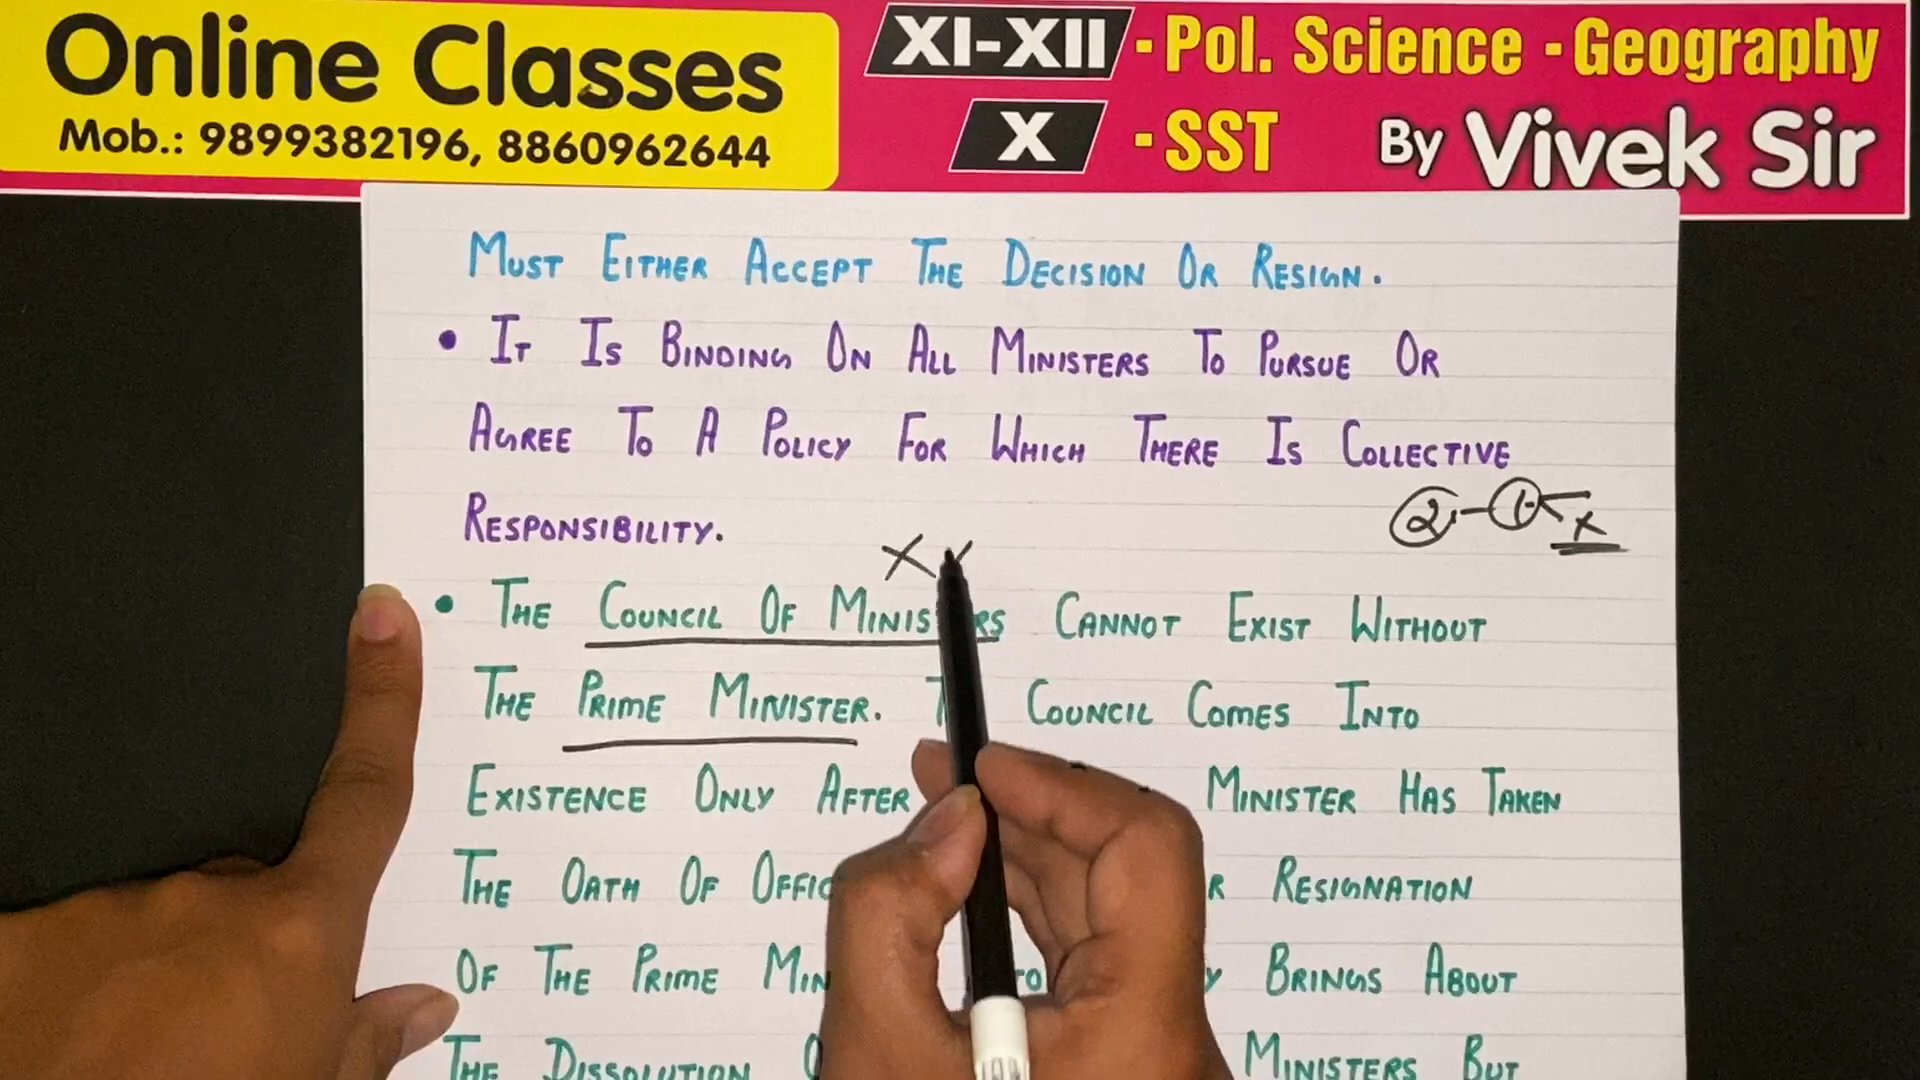 Online Classes
Mob.: 9899382196, 8860962644
XI-XII - Pol. Science - Geography
X - SST By Vivek Sir
MUST EITHER ACCEPT THE DECISION OR RESIGN.
• IT IS BINDING ON ALL MINISTERS TO PURSUE OR
AGREE TO A POLICY FOR WHICH THERE IS COLLECTIVE
RESPONSIBILITY.
2 - 1 X
X
• THE COUNCIL OF MINISTERS CANNOT EXIST WITHOUT
THE PRIME MINISTER. COUNCIL COMES INTO
EXISTENCE ONLY AFTER MINISTER HAS TAKEN
THE OATH OF RESIGNATION
OF THE PRIME BRINGS ABOUT
THE DISSOLUTION MINISTERS BUT